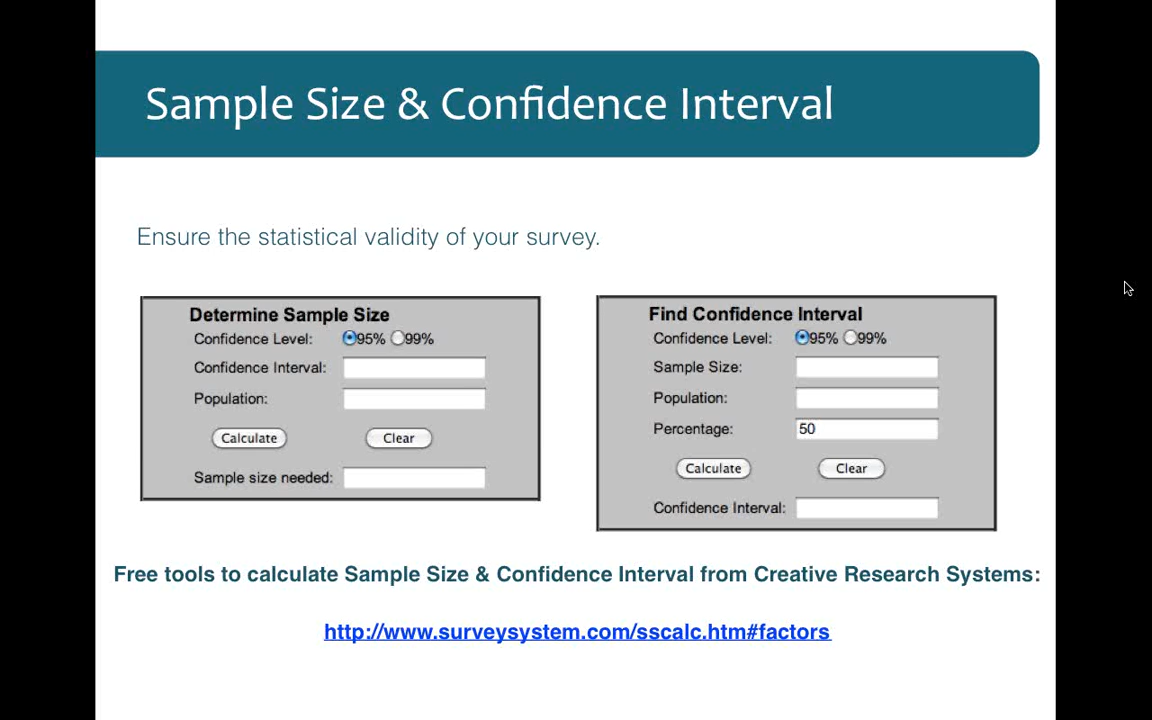 Sample Size & Confidence Interval
Ensure the statistical validity of your survey.
Determine Sample Size
Confidence Level: 95% 99%
Confidence Interval:
Population:
Calculate Clear
Sample size needed:
Find Confidence Interval
Confidence Level: 95% 99%
Sample Size:
Population:
Percentage: 50
Calculate Clear
Confidence Interval:
Free tools to calculate Sample Size & Confidence Interval from Creative Research Systems:
http://www.surveysystem.com/sscalc.htm#factors